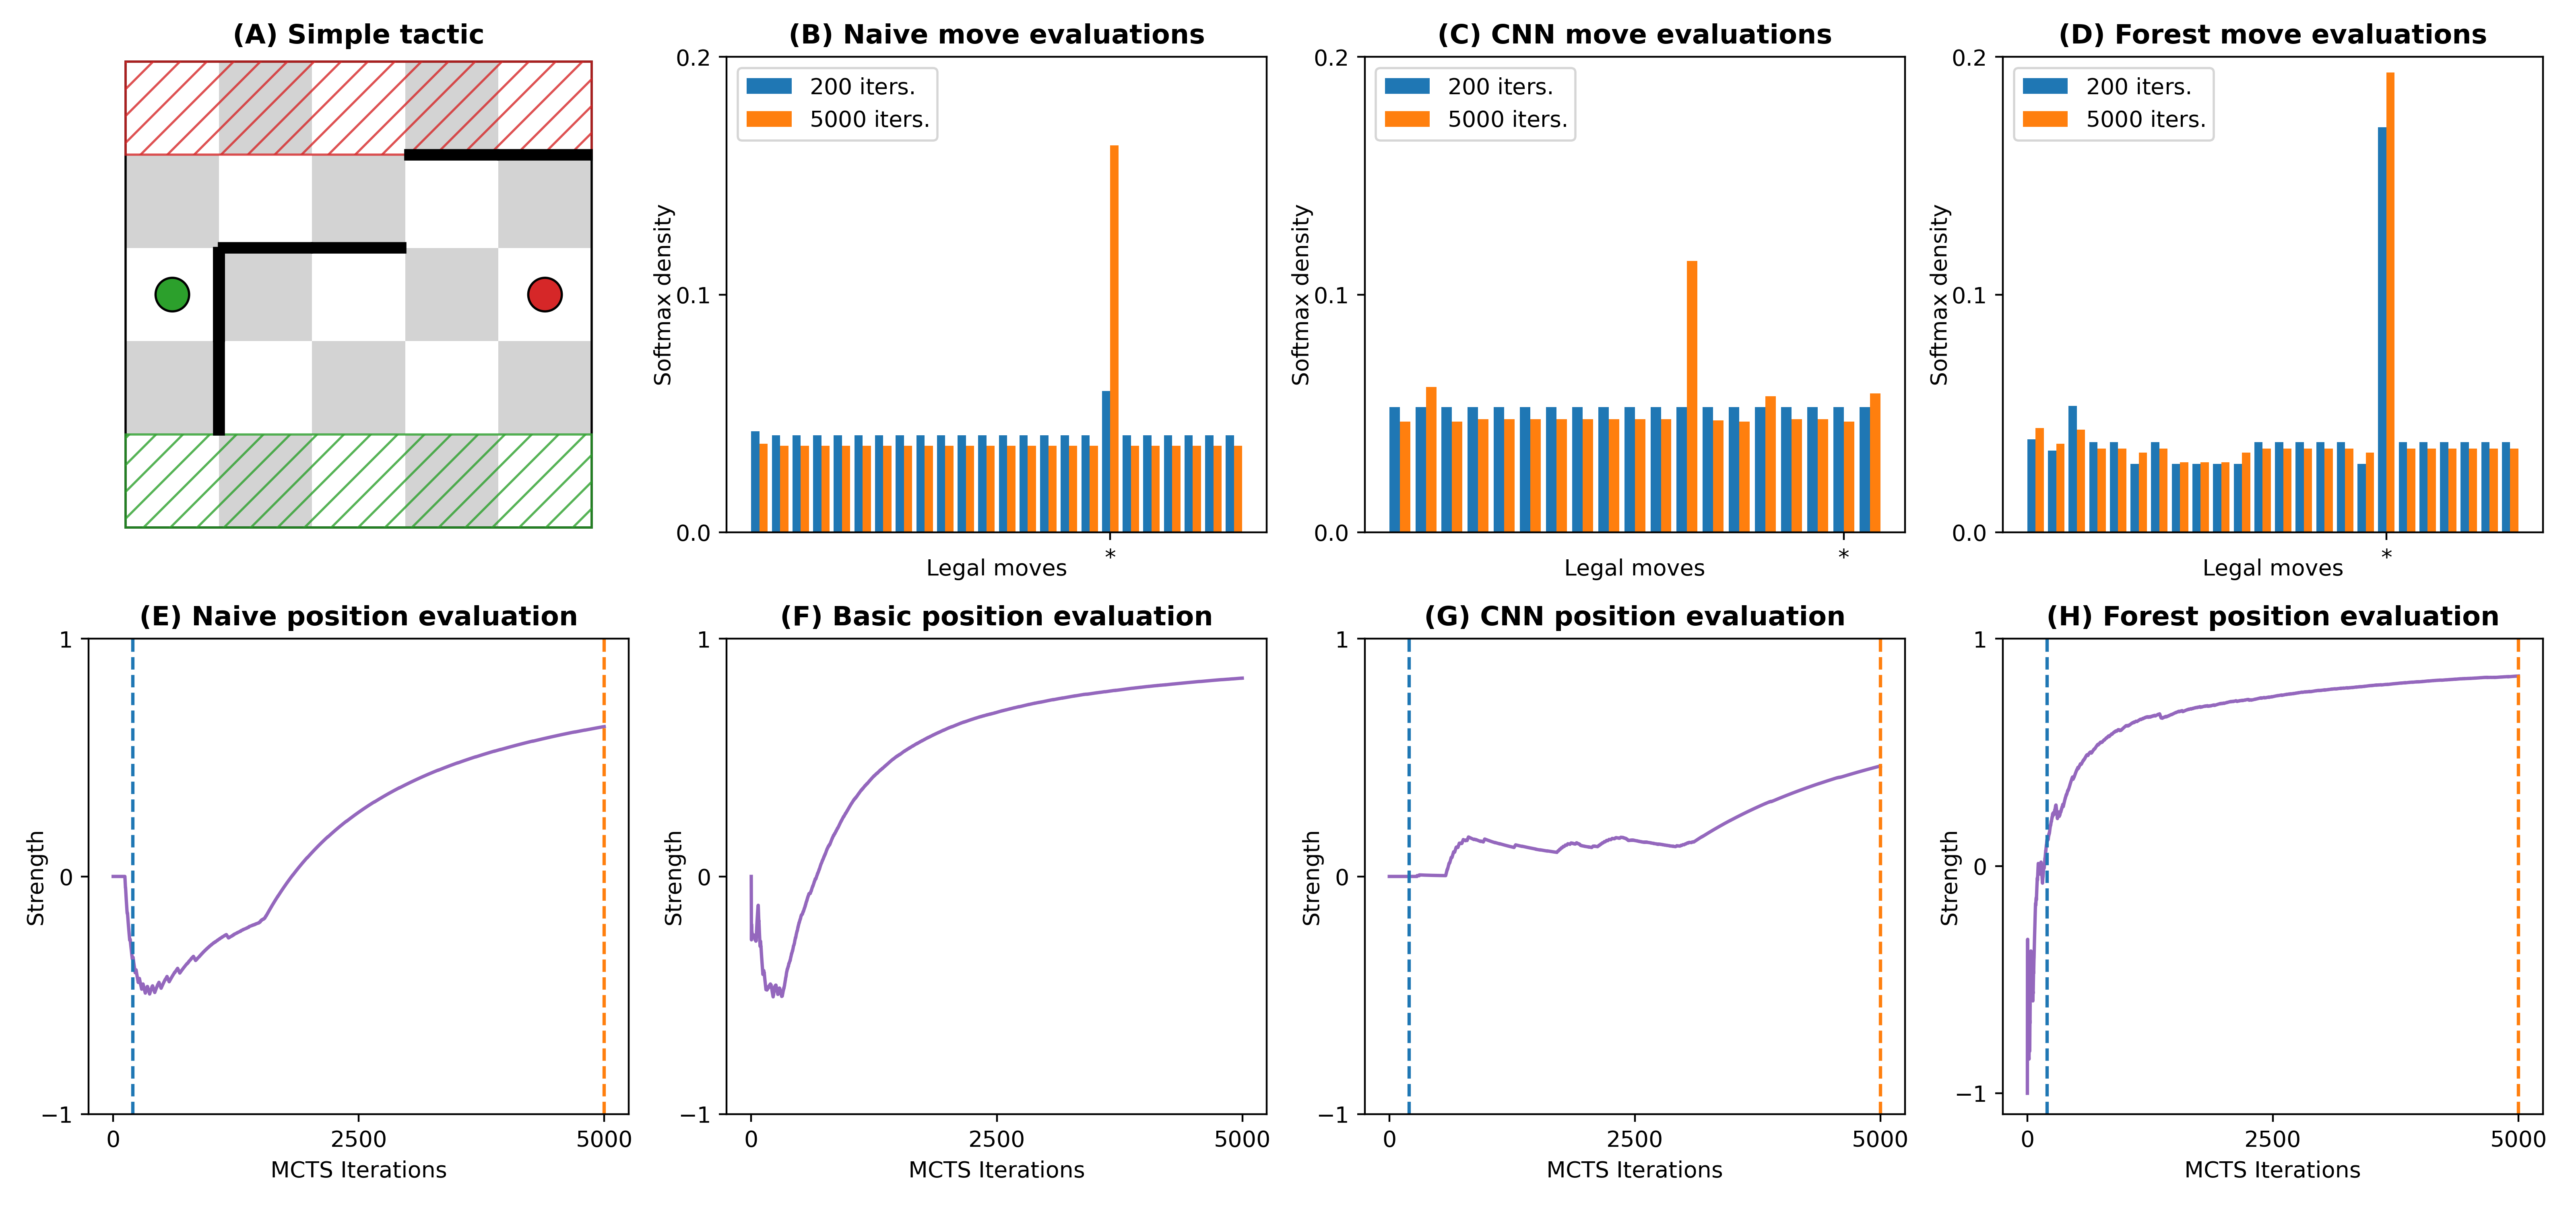 (A) Simple tactic
(B) Naive move evaluations
0.2
0.1
0.0
Softmax density
200 iters.
5000 iters.
*
Legal moves
(C) CNN move evaluations
0.2
0.1
0.0
Softmax density
200 iters.
5000 iters.
*
Legal moves
(D) Forest move evaluations
0.2
0.1
0.0
Softmax density
200 iters.
5000 iters.
*
Legal moves
(E) Naive position evaluation
1
0
−1
Strength
0 2500 5000
MCTS Iterations
(F) Basic position evaluation
1
0
−1
Strength
0 2500 5000
MCTS Iterations
(G) CNN position evaluation
1
0
−1
Strength
0 2500 5000
MCTS Iterations
(H) Forest position evaluation
1
0
−1
Strength
0 2500 5000
MCTS Iterations